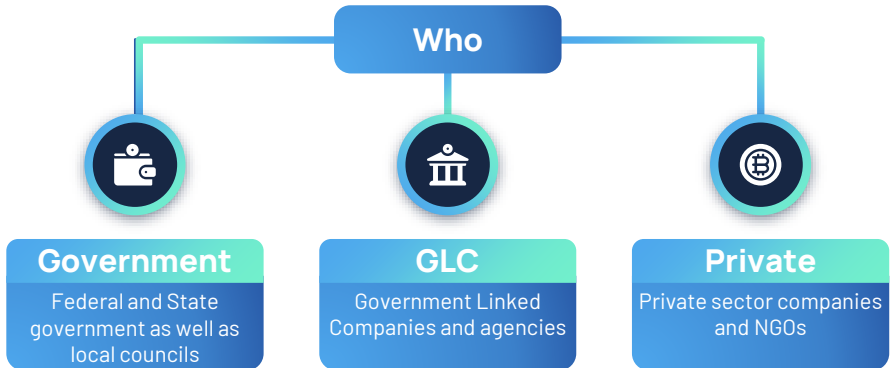 Who
Government
Federal and State
government as well as
local councils
GLC
Government Linked
Companies and agencies
Private
Private sector companies
and NGOs